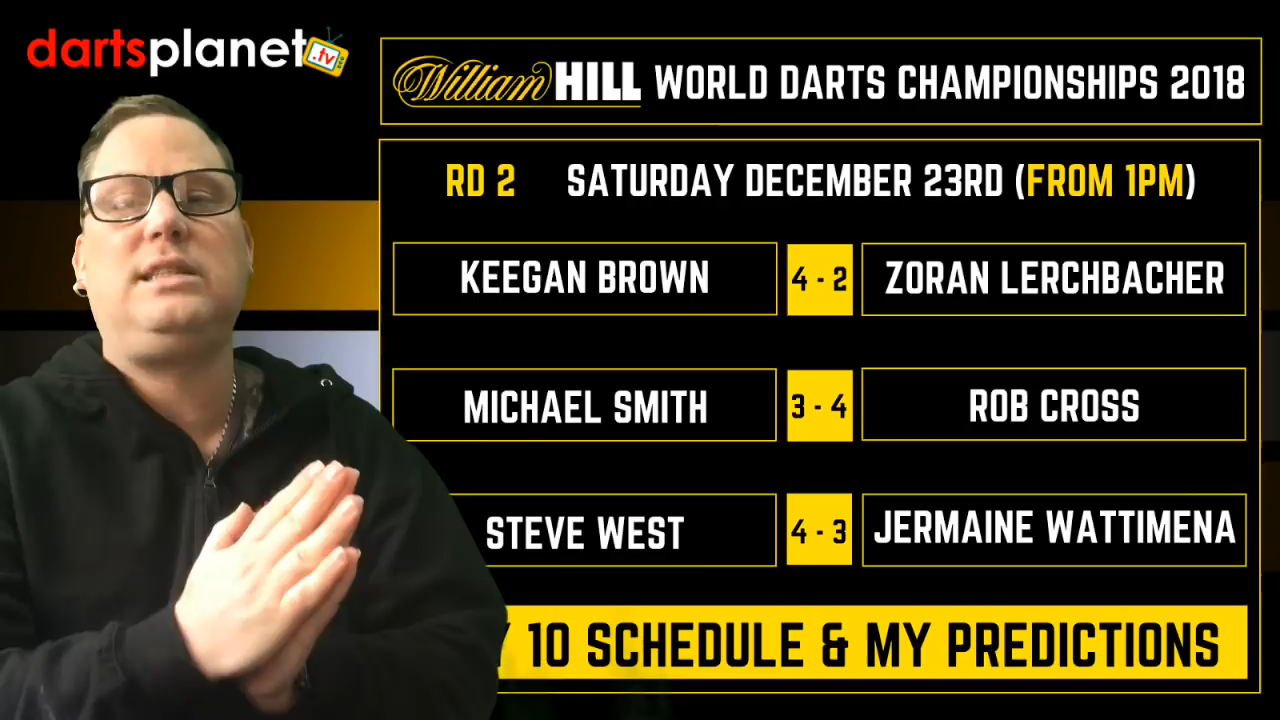 dartsplanet.tv
William HILL WORLD DARTS CHAMPIONSHIPS 2018
RD 2 SATURDAY DECEMBER 23RD (FROM 1PM)
KEEGAN BROWN 4 - 2 ZORAN LERCHBACHER
MICHAEL SMITH 3 - 4 ROB CROSS
STEVE WEST 4 - 3 JERMAINE WATTIMENA
10 SCHEDULE & MY PREDICTIONS